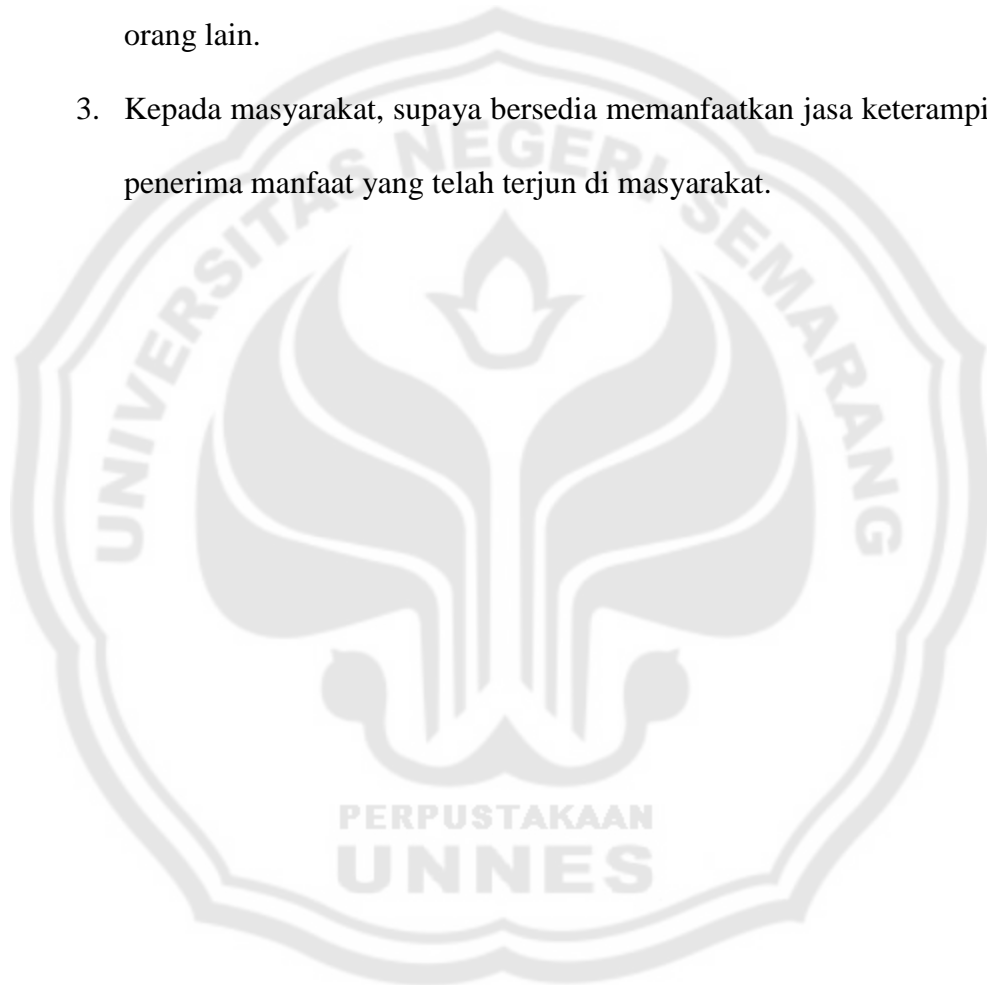 orang lain.
3. Kepada masyarakat, supaya bersedia memanfaatkan jasa
penerima manfaat yang telah terjun di masyarakat.
UNIVERSITAS NEGERI SEMARANG
PERPUSTAKAAN
UNNES